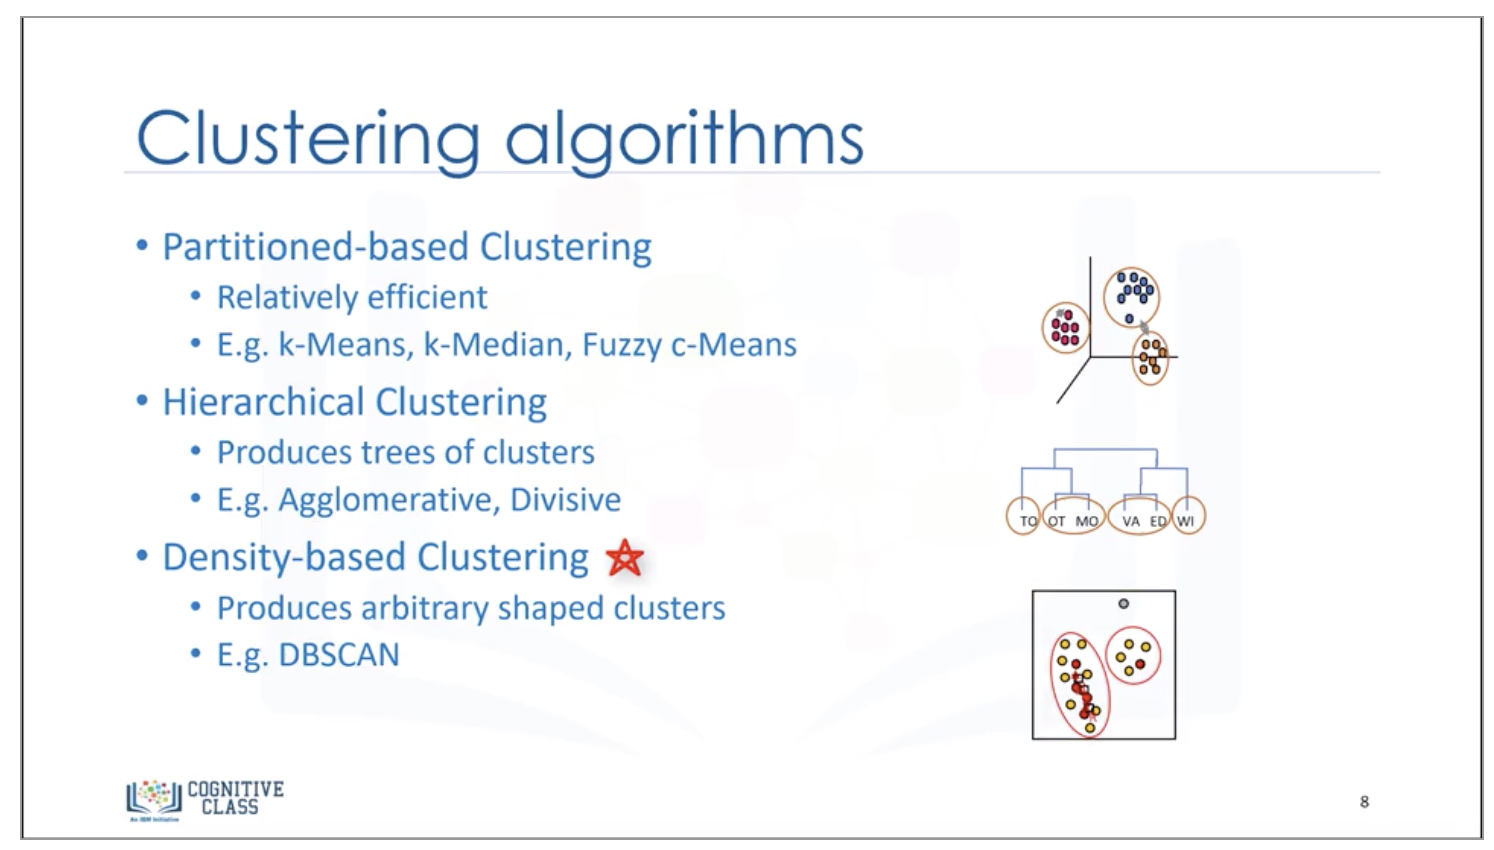 Clustering algorithms
• Partitioned-based Clustering
• Relatively efficient
• E.g. k-Means, k-Median, Fuzzy c-Means
• Hierarchical Clustering
• Produces trees of clusters
• E.g. Agglomerative, Divisive
TO OT MO VA ED WI
• Density-based Clustering
• Produces arbitrary shaped clusters
• E.g. DBSCAN
COGNITIVE
CLASS
An IBM Initiative
8